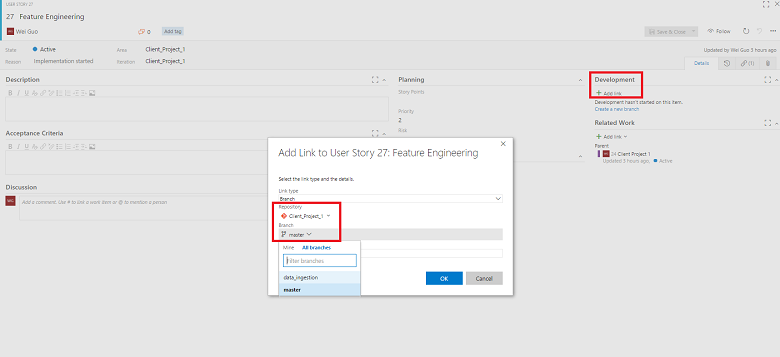 USER STORY 27
27 Feature Engineering
WG Wei Guo
0
Add tag
Save & Close
Follow
State
Active
Area
Client_Project_1
Updated by Wei Guo 3 hours ago
Reason
Implementation started
Iteration
Client_Project_1
Details
(1)
Description
Planning
Development
B I U
Story Points
+ Add link
Development hasn't started on this item.
Create a new branch
Priority
2
Related Work
Risk
+ Add link
Acceptance Criteria
Parent
34 Client Project 1
Updated 3 hours ago, Active
B I U
Discussion
WG
Add a comment. Use # to link a work item or @ to mention a person
Add Link to User Story 27: Feature Engineering
Select the link type and the details.
Link type
Branch
Repository
Client_Project_1
Branch
master
Mine All branches
Filter branches
data_ingestion
master
OK
Cancel